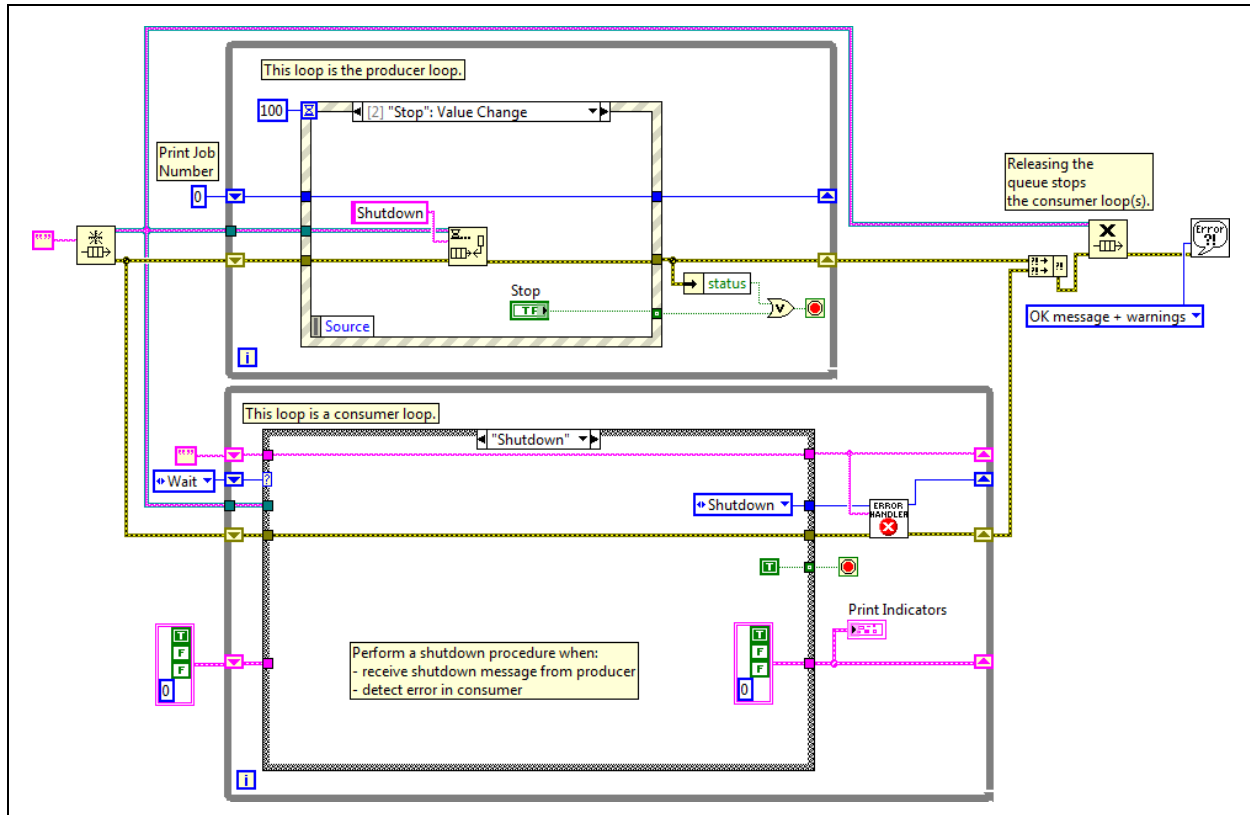 This loop is the producer loop.
100
[2] "Stop": Value Change
Print Job
Number
0
Shutdown
""
Stop
TF
Source
status
i
Releasing the
queue stops
the consumer loop(s).
Error
?!
OK message + warnings
This loop is a consumer loop.
"Shutdown"
""
Wait
?
Shutdown
ERROR
HANDLER
T
Print Indicators
T
F
F
0
Perform a shutdown procedure when:
- receive shutdown message from producer
- detect error in consumer
T
F
F
0
i